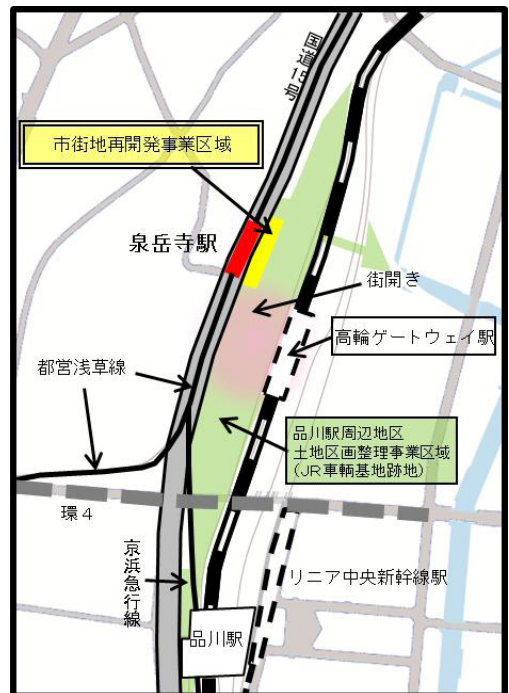 国道15号
市街地再開発事業区域
泉岳寺駅
街開き
高輪ゲートウェイ駅
都営浅草線
品川駅周辺地区
土地区画整理事業区域
(JR車輌基地跡地)
環4
京浜急行線
リニア中央新幹線駅
品川駅